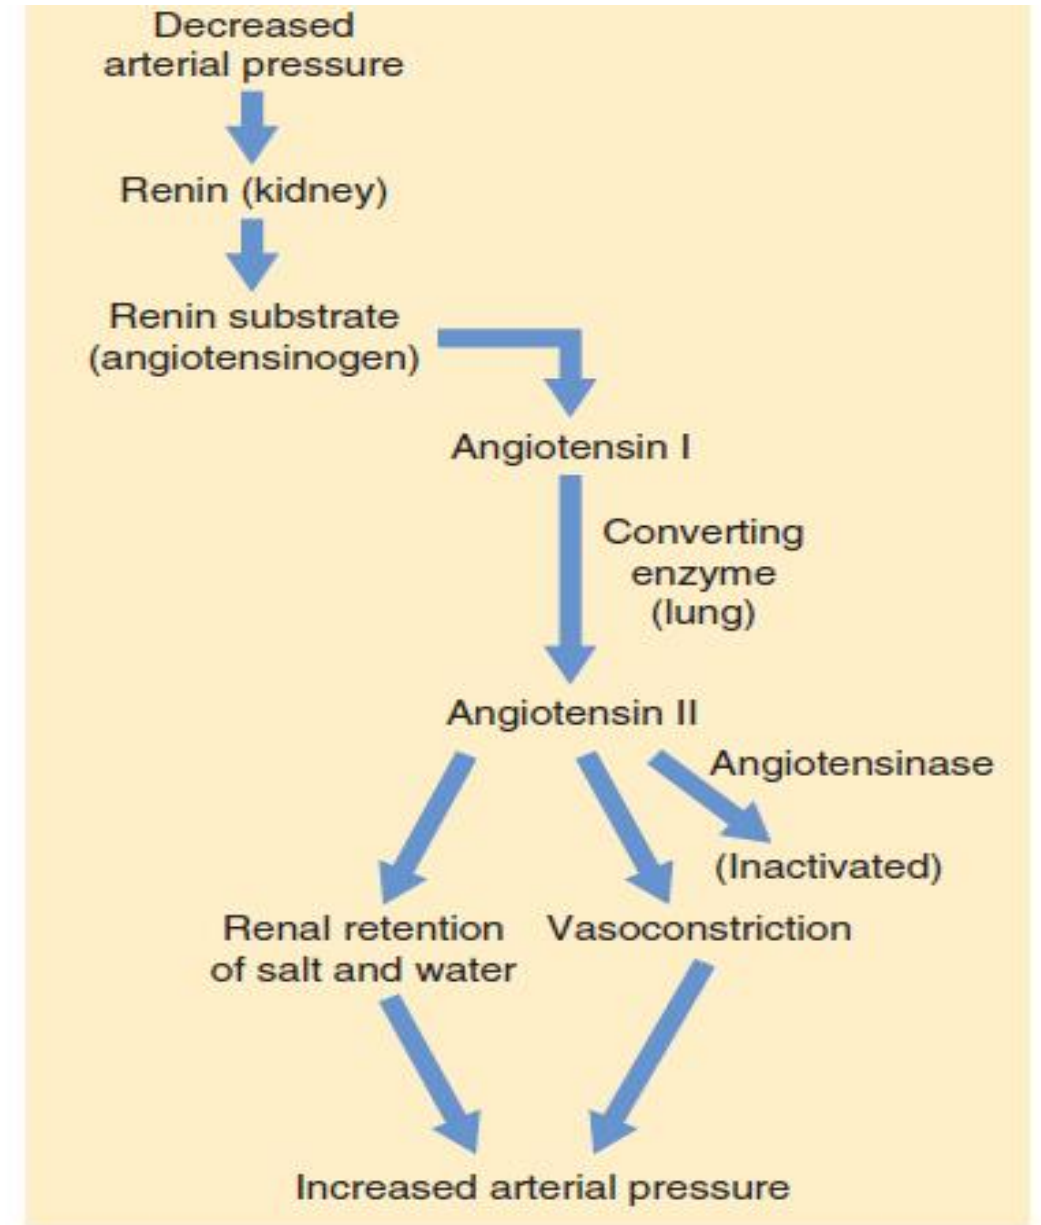 Decreased
arterial pressure
Renin (kidney)
Renin substrate
(angiotensinogen)
Angiotensin I
Converting
enzyme
(lung)
Angiotensin II
Angiotensinase
(Inactivated)
Renal retention
of salt and water
Vasoconstriction
Increased arterial pressure